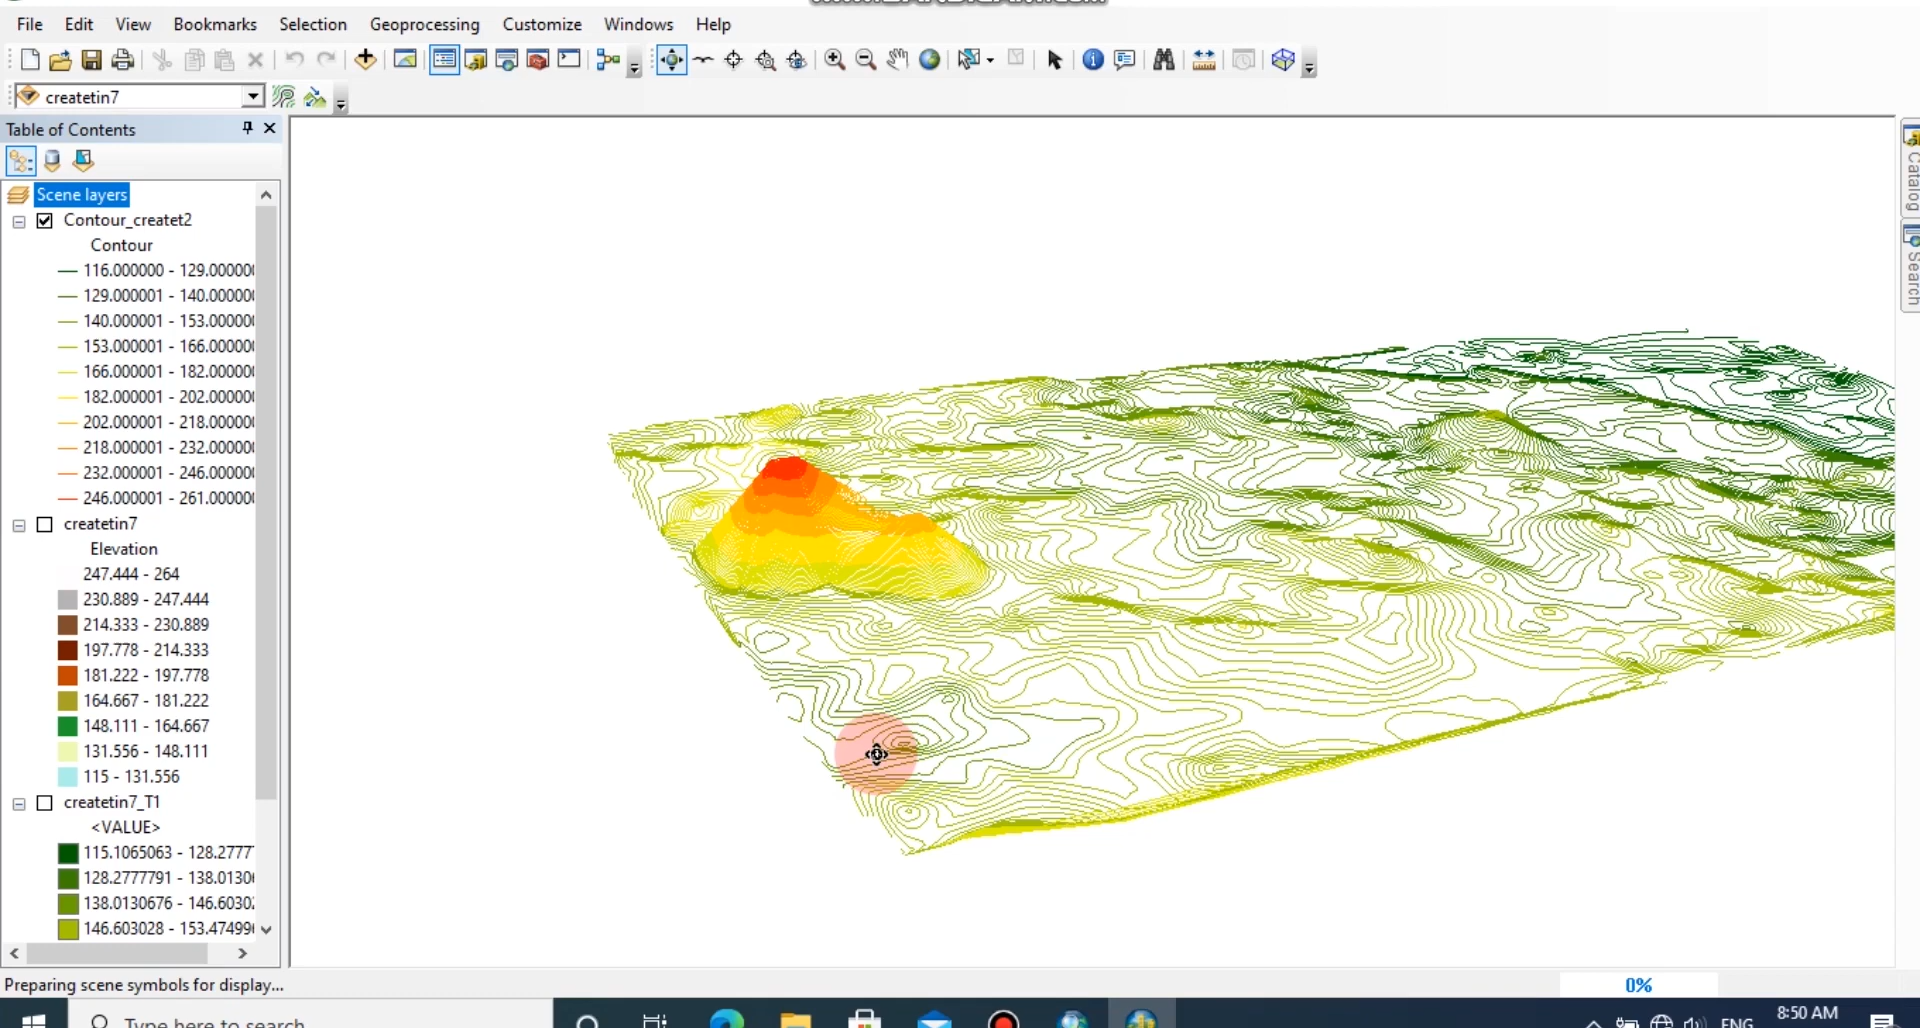 File Edit View Bookmarks Selection Geoprocessing Customize Windows Help
createtin7
Table of Contents
Scene layers
Contour_createt2
Contour
116.000000 - 129.000000
129.000001 - 140.000000
140.000001 - 153.000000
153.000001 - 166.000000
166.000001 - 182.000000
182.000001 - 202.000000
202.000001 - 218.000000
218.000001 - 232.000000
232.000001 - 246.000000
246.000001 - 261.000000
createtin7
Elevation
247.444 - 264
230.889 - 247.444
214.333 - 230.889
197.778 - 214.333
181.222 - 197.778
164.667 - 181.222
148.111 - 164.667
131.556 - 148.111
115 - 131.556
createtin7_T1
<VALUE>
115.1065063 - 128.2777
128.2777791 - 138.0130
138.0130676 - 146.6030
146.603028 - 153.47499
Catalog
Search
Preparing scene symbols for display...
0%
Type here to search
ENG
8:50 AM